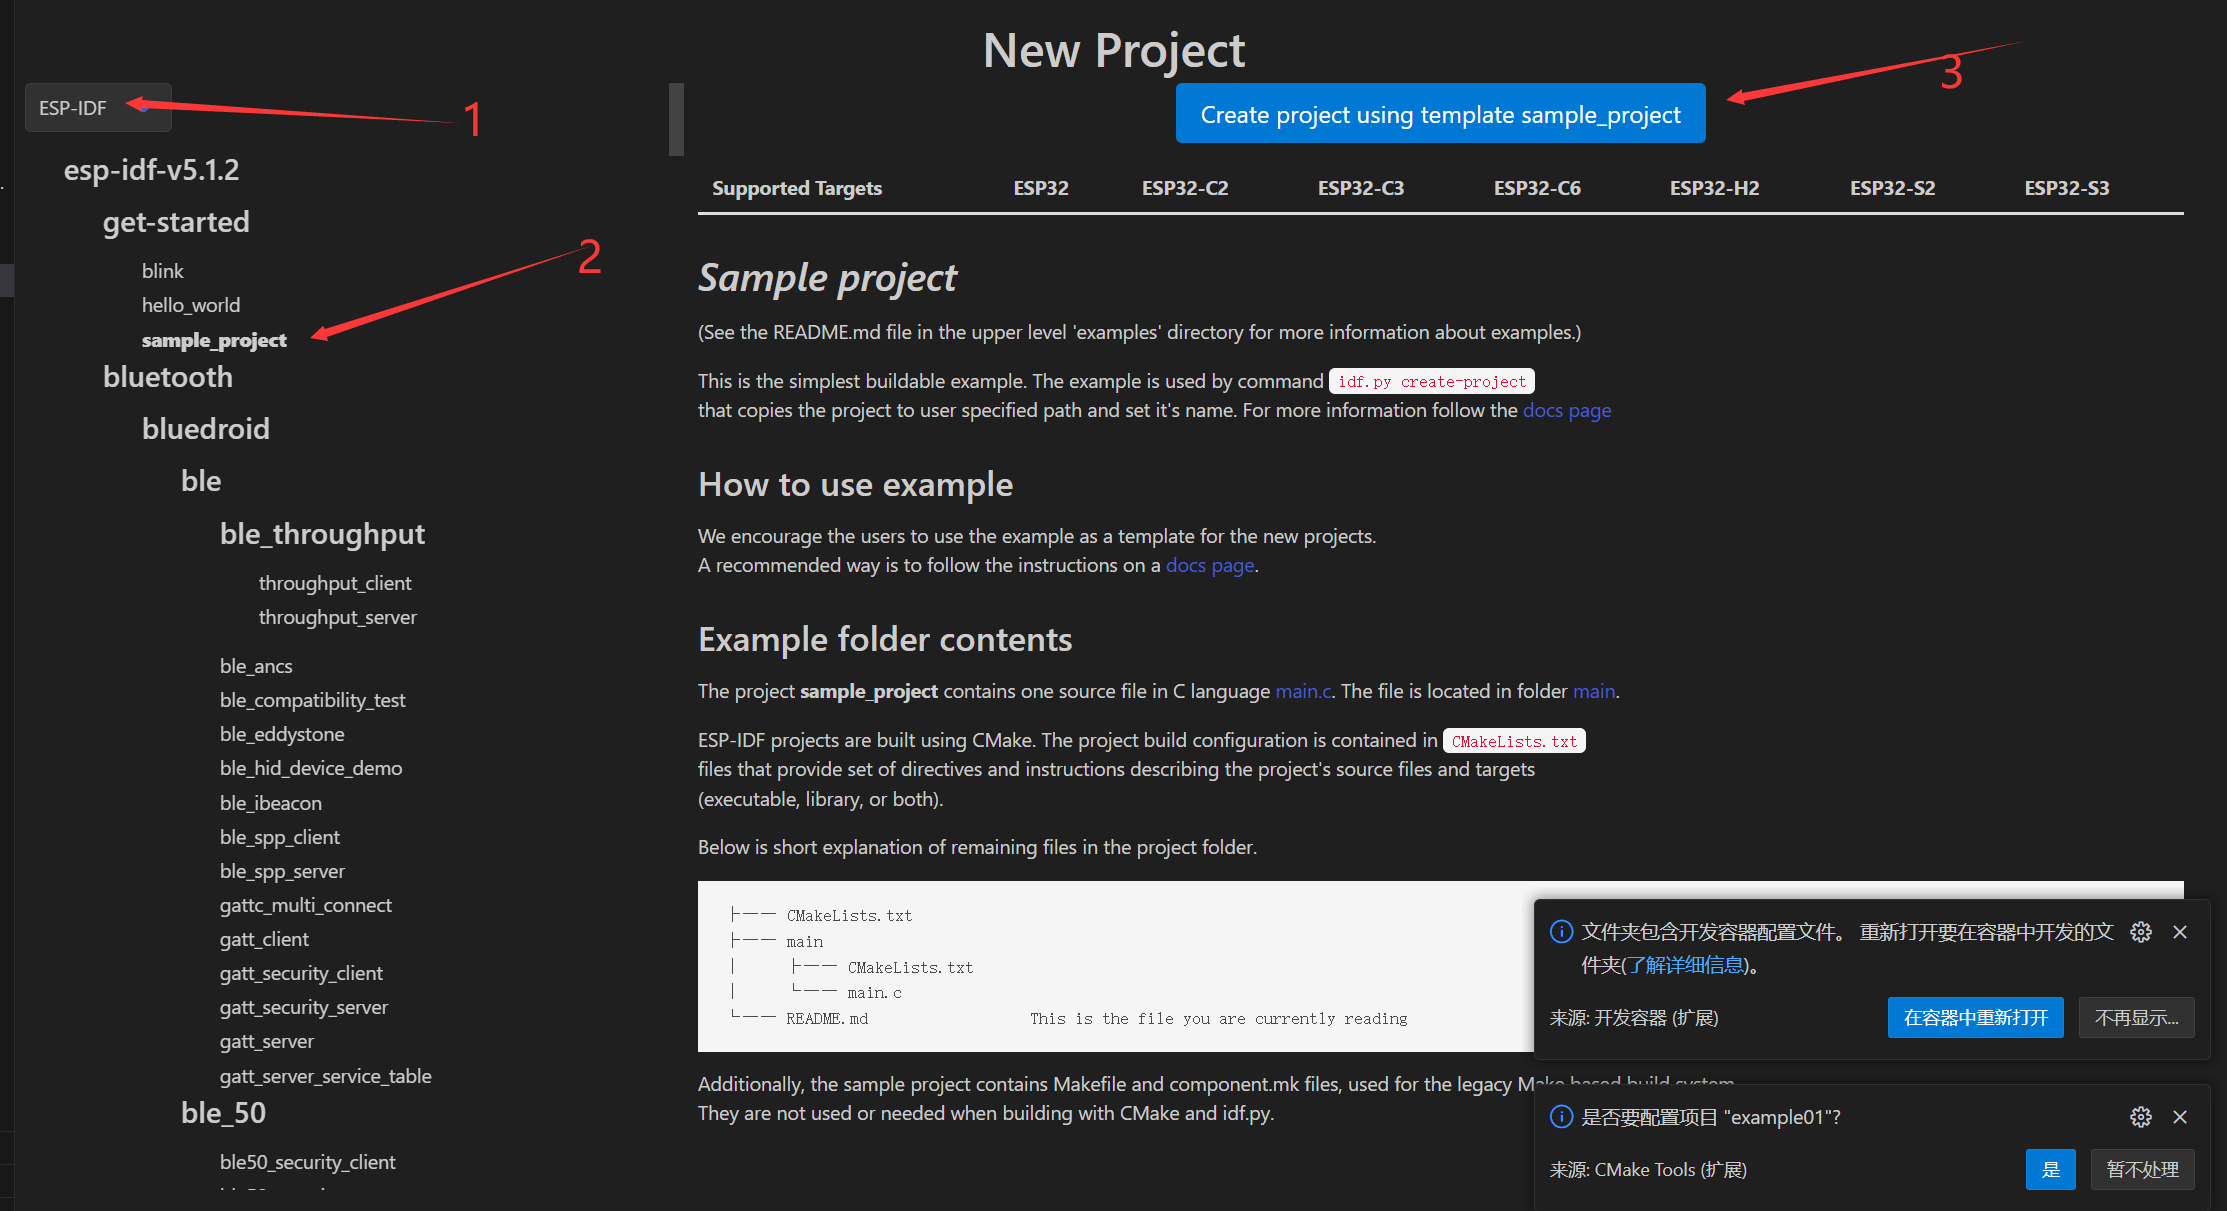 New Project
ESP-IDF
1
Create project using template sample_project
3
esp-idf-v5.1.2
get-started
blink
hello_world
sample_project
2
bluetooth
bluedroid
ble
ble_throughput
throughput_client
throughput_server
ble_ancs
ble_compatibility_test
ble_eddystone
ble_hid_device_demo
ble_ibeacon
ble_spp_client
ble_spp_server
gattc_multi_connect
gatt_client
gatt_security_client
gatt_security_server
gatt_server
gatt_server_service_table
ble_50
ble50_security_client
Supported Targets ESP32 ESP32-C2 ESP32-C3 ESP32-C6 ESP32-H2 ESP32-S2 ESP32-S3
Sample project
(See the README.md file in the upper level 'examples' directory for more information about examples.)
This is the simplest buildable example. The example is used by command idf.py create-project
that copies the project to user specified path and set it's name. For more information follow the docs page
How to use example
We encourage the users to use the example as a template for the new projects.
A recommended way is to follow the instructions on a docs page.
Example folder contents
The project sample_project contains one source file in C language main.c. The file is located in folder main.
ESP-IDF projects are built using CMake. The project build configuration is contained in CMakeLists.txt
files that provide set of directives and instructions describing the project's source files and targets
(executable, library, or both).
Below is short explanation of remaining files in the project folder.
├── CMakeLists.txt
├── main
│   ├── CMakeLists.txt
│   └── main.c
└── README.md                  This is the file you are currently reading
Additionally, the sample project contains Makefile and component.mk files, used for the legacy Make based build system.
They are not used or needed when building with CMake and idf.py.
文件夹包含开发容器配置文件。 重新打开要在容器中开发的文
件夹(了解详细信息)。
来源: 开发容器 (扩展)
在容器中重新打开
不再显示...
是否要配置项目 "example01"?
来源: CMake Tools (扩展)
是
暂不处理